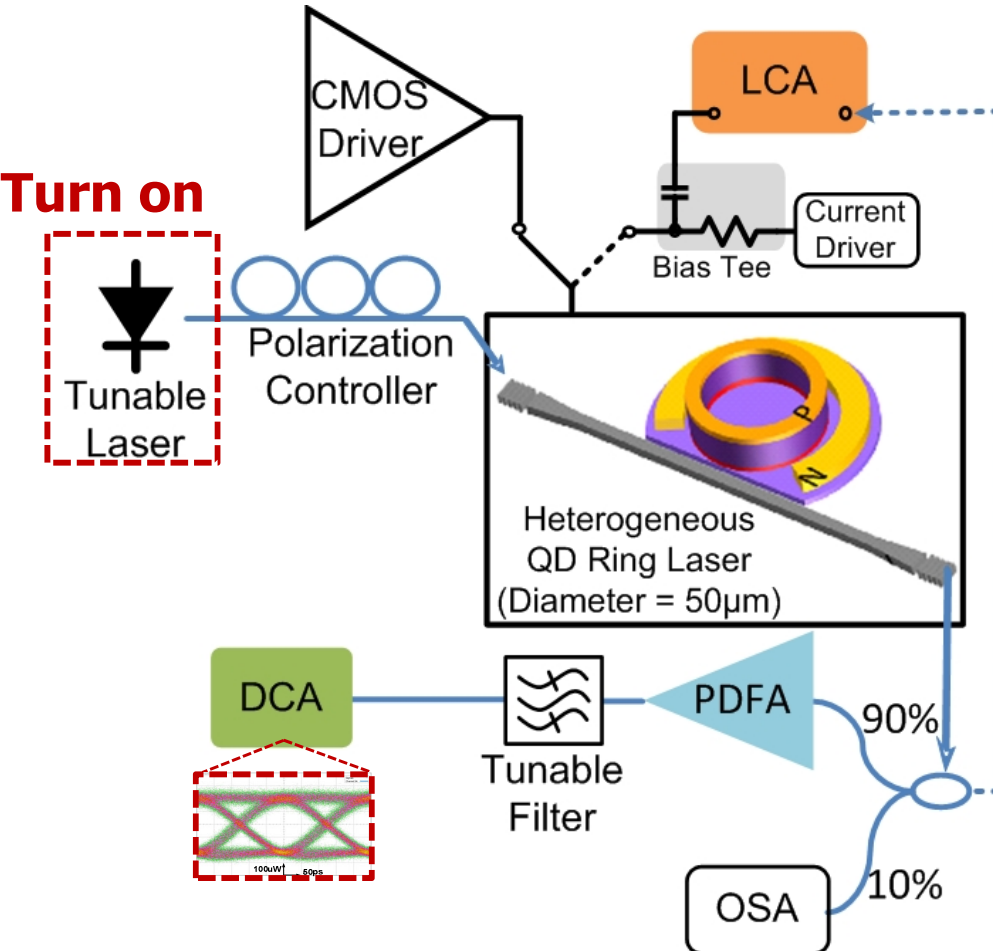 CMOS
Driver
LCA
Turn on
Current
Driver
Bias Tee
Polarization
Controller
Tunable
Laser
P
N
Heterogeneous
QD Ring Laser
(Diameter = 50μm)
DCA
PDFA
90%
Tunable
Filter
100uW
50ps
10%
OSA